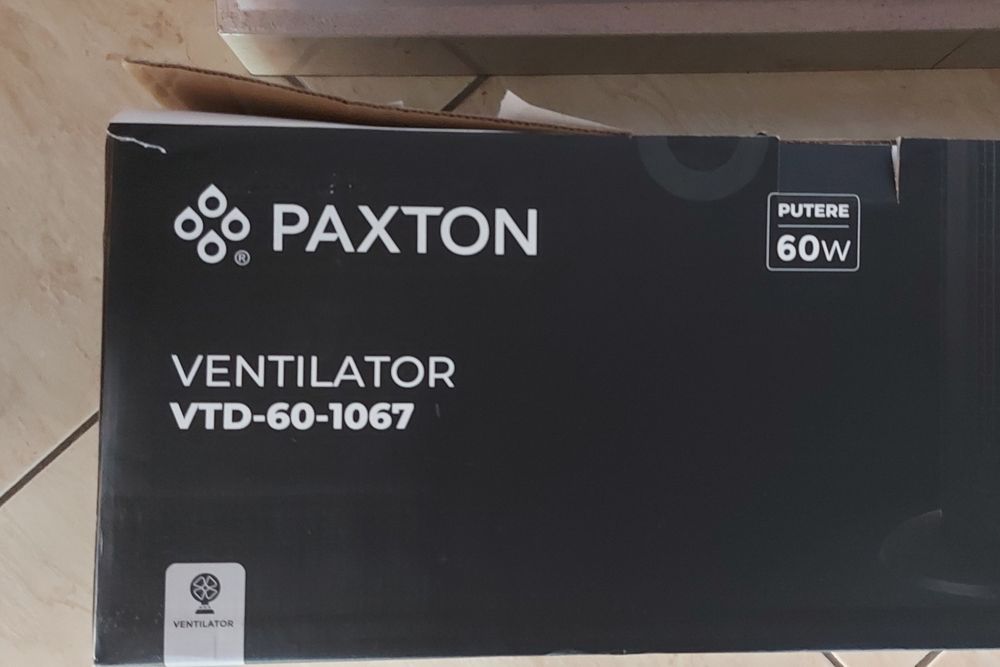 PAXTON
®
PUTERE
60W
VENTILATOR
VTD-60-1067
VENTILATOR